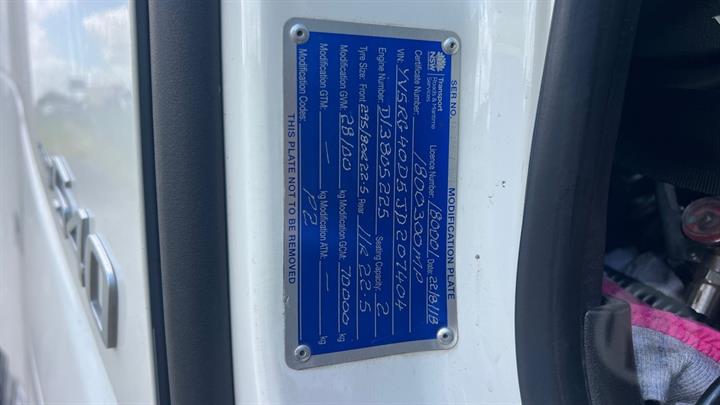 SER NO.
MODIFICATION PLATE
NSW
Transport
Roads & Maritime
Services
Licence Number: 18000 Date: 22/8/18
Certificate Number: 1800300MP
VIN: YV5RG40D5JD207404
Engine Number: D13805225 Seating Capacity: 2
Tyre Size: Front 295/80R22.5 Rear 11R22.5
Modification GVM: 28100 kg Modification GCM: 70000 kg
Modification GTM: — kg Modification ATM: — kg
Modification Codes: P2
THIS PLATE NOT TO BE REMOVED
540